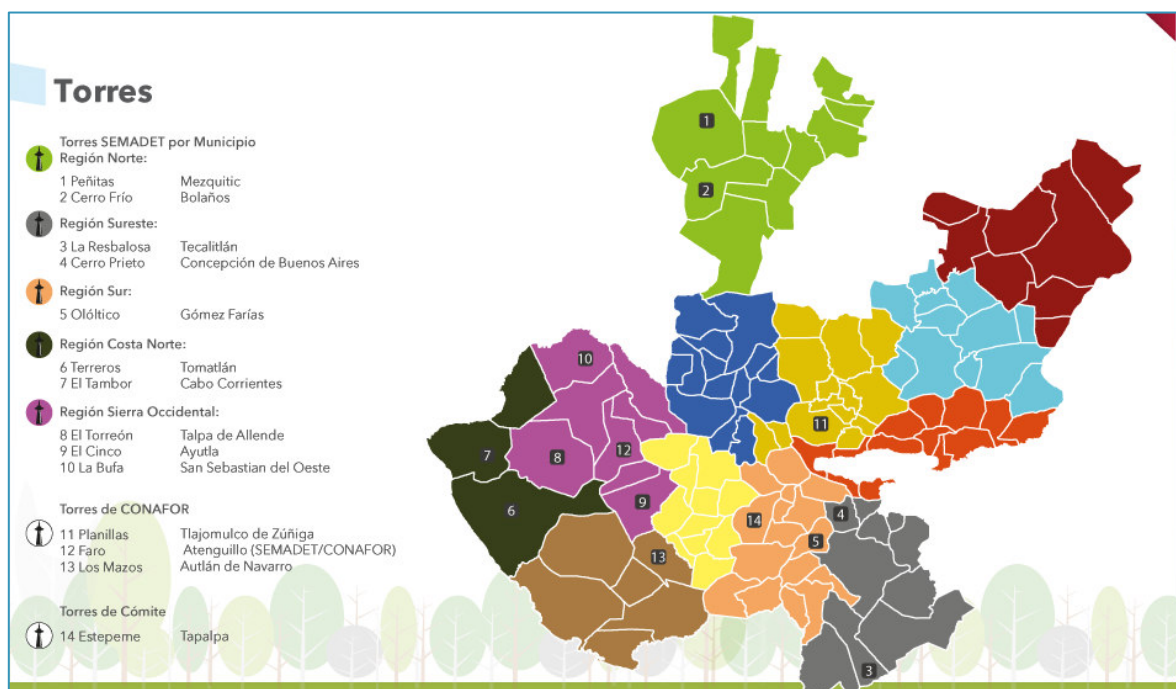 Torres
Torres SEMADET por Municipio
Región Norte:
1 Peñitas Mezquitic
2 Cerro Frío Bolaños
Región Sureste:
3 La Resbalosa Tecalitlán
4 Cerro Prieto Concepción de Buenos Aires
Región Sur:
5 Olóltico Gómez Farías
Región Costa Norte:
6 Terreros Tomatlán
7 El Tambor Cabo Corrientes
Región Sierra Occidental:
8 El Torreón Talpa de Allende
9 El Cinco Ayutla
10 La Bufa San Sebastian del Oeste
Torres de CONAFOR
11 Planillas Tlajomulco de Zúñiga
12 Faro Atenguillo (SEMADET/CONAFOR)
13 Los Mazos Autlán de Navarro
Torres de Cómite
14 Estepeme Tapalpa
1
2
10
11
7
8
12
6
9
14
4
5
13
3